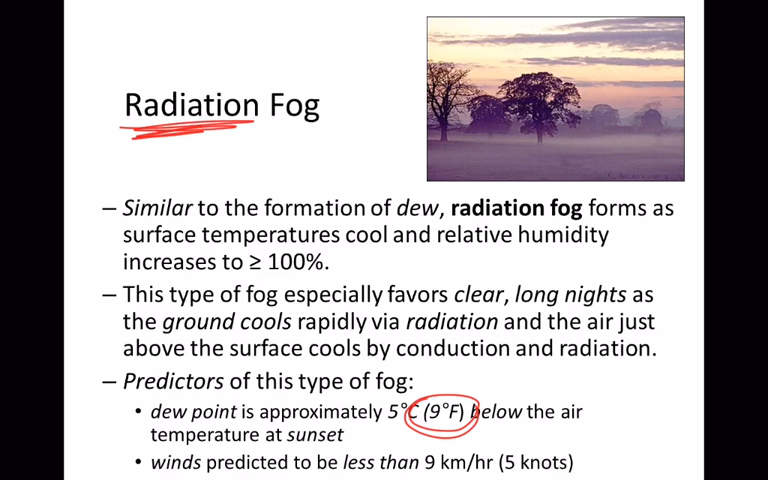 Radiation Fog
– Similar to the formation of dew, radiation fog forms as
surface temperatures cool and relative humidity
increases to ≥ 100%.
– This type of fog especially favors clear, long nights as
the ground cools rapidly via radiation and the air just
above the surface cools by conduction and radiation.
– Predictors of this type of fog:
• dew point is approximately 5°C (9°F) below the air
temperature at sunset
• winds predicted to be less than 9 km/hr (5 knots)